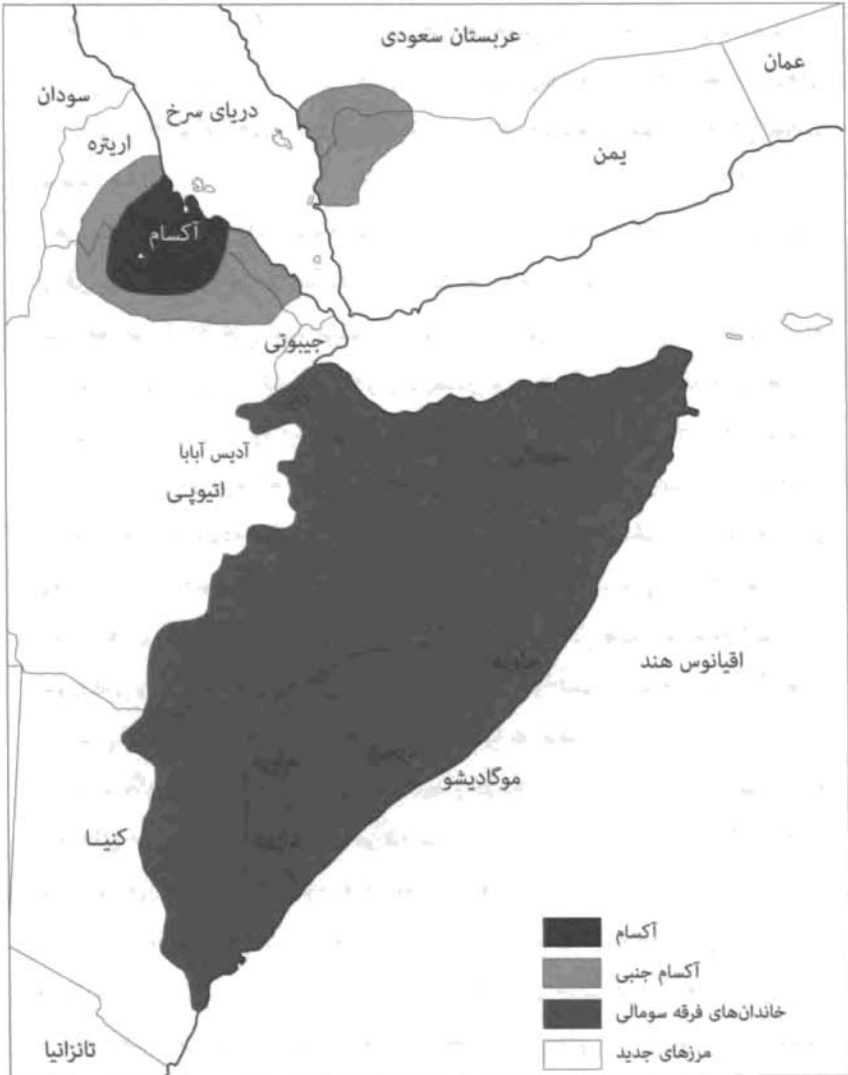 عربستان سعودی
عمان
سودان
دریای سرخ
اریتره
یمن
آکسام
جیبوتی
آدیس آبابا
اتیوپی
اقیانوس هند
موگادیشو
کنیا
تانزانیا
آکسام
آکسام جنبی
خاندان‌های فرقه سومالی
مرزهای جدید